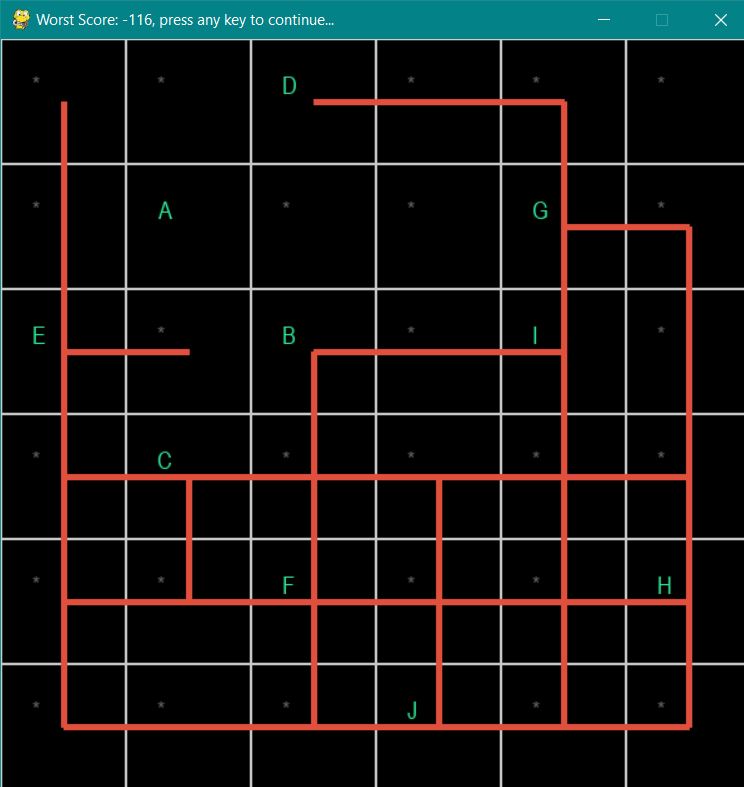 Worst Score: -116, press any key to continue...
* * D * * *
* A * * G *
E * B * I *
* C * * * *
* * F * * H
* * * J * *